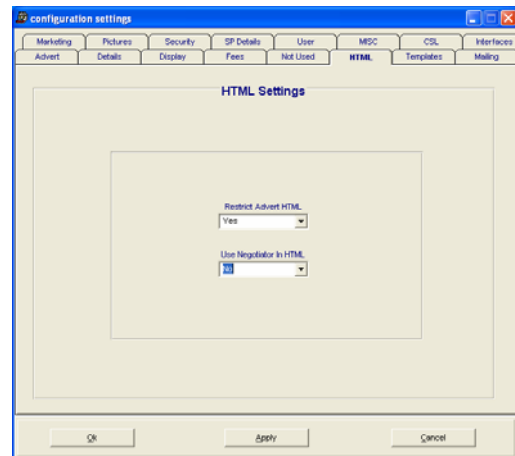 configuration settings
Marketing Pictures Security SP Details User MISC CSL Interfaces
Advert Details Display Fees Not Used HTML Templates Mailing
HTML Settings
Restrict Advert HTML
Yes
Use Negotiator In HTML
No
Ok Apply Cancel